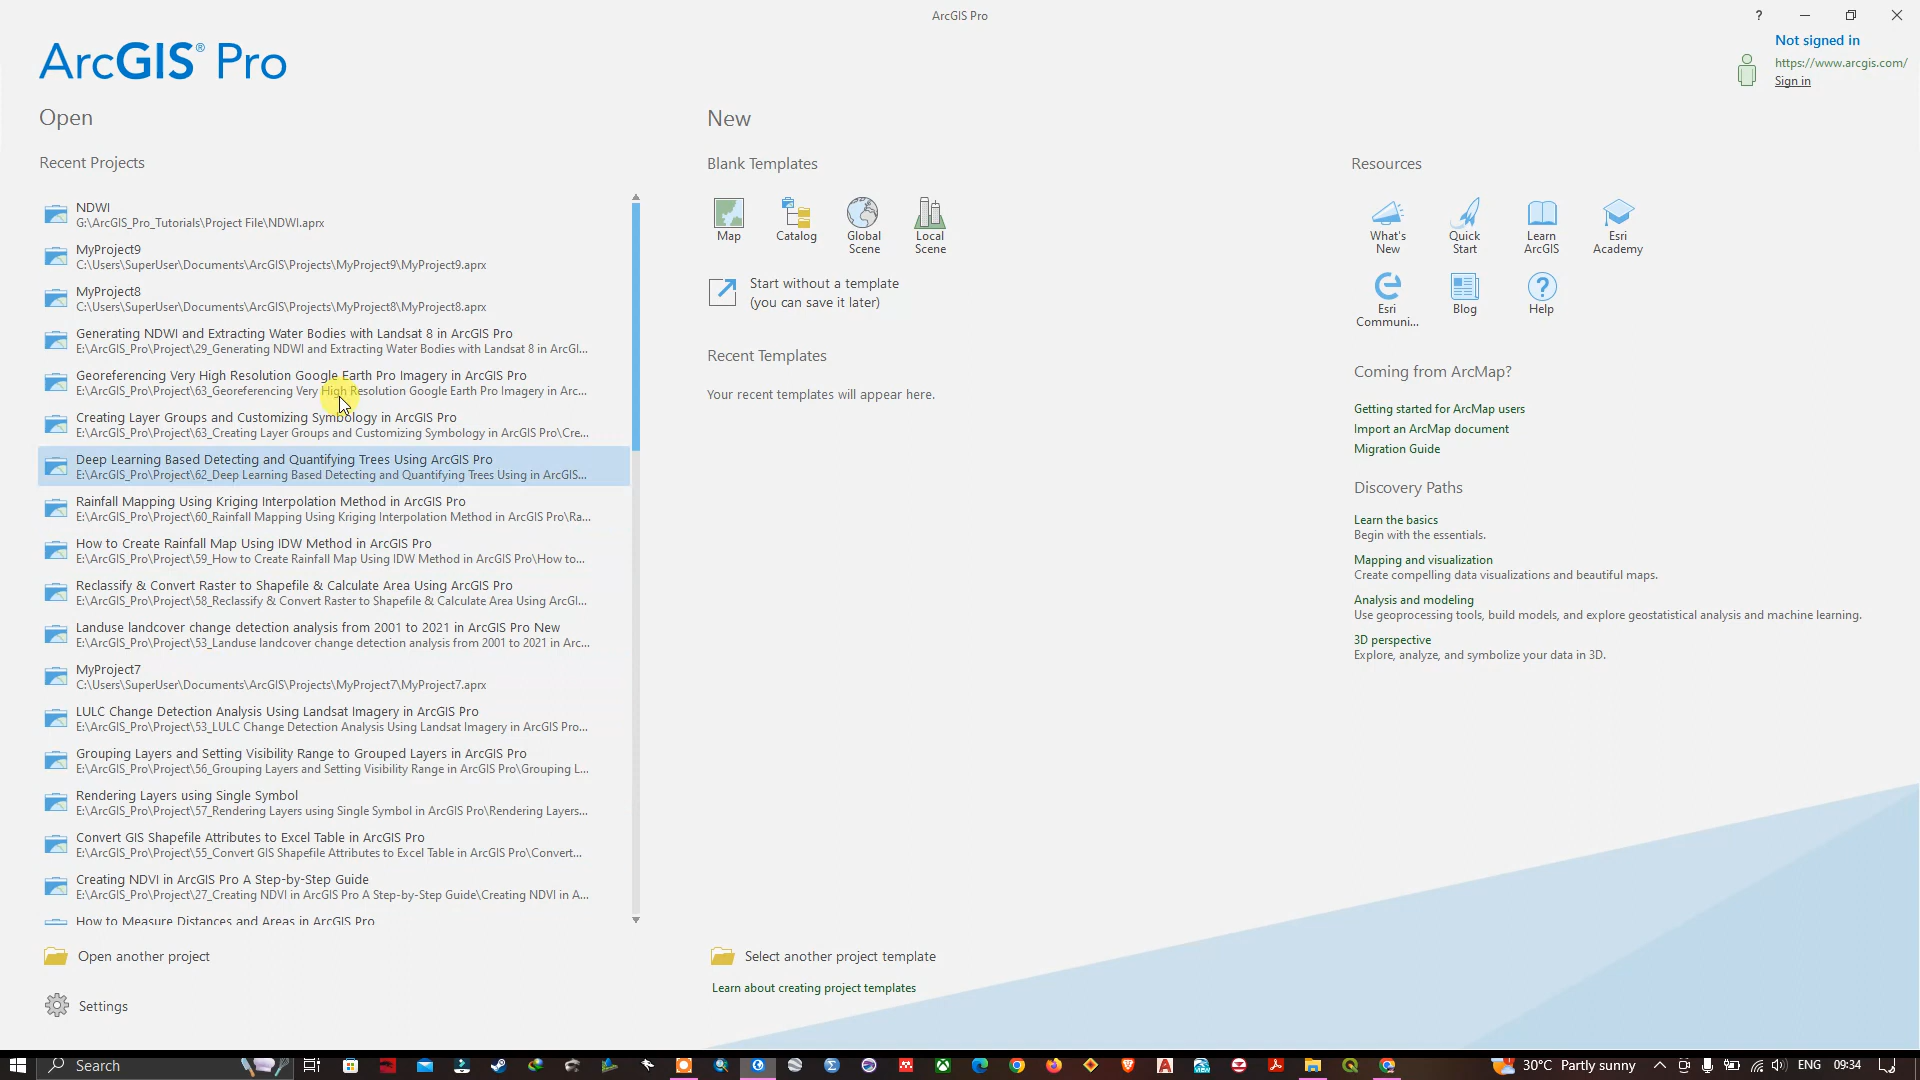 ArcGIS Pro
?
Not signed in
https://www.arcgis.com/
Sign in
ArcGIS® Pro
Open
Recent Projects
NDWI
G:\ArcGIS_Pro_Tutorials\Project File\NDWI.aprx
MyProject9
C:\Users\SuperUser\Documents\ArcGIS\Projects\MyProject9\MyProject9.aprx
MyProject8
C:\Users\SuperUser\Documents\ArcGIS\Projects\MyProject8\MyProject8.aprx
Generating NDWI and Extracting Water Bodies with Landsat 8 in ArcGIS Pro
E:\ArcGIS_Pro\Project\29_Generating NDWI and Extracting Water Bodies with Landsat 8 in ArcGI...
Georeferencing Very High Resolution Google Earth Pro Imagery in ArcGIS Pro
E:\ArcGIS_Pro\Project\63_Georeferencing Very High Resolution Google Earth Pro Imagery in Arc...
Creating Layer Groups and Customizing Symbology in ArcGIS Pro
E:\ArcGIS_Pro\Project\63_Creating Layer Groups and Customizing Symbology in ArcGIS Pro\Cre...
Deep Learning Based Detecting and Quantifying Trees Using ArcGIS Pro
E:\ArcGIS_Pro\Project\62_Deep Learning Based Detecting and Quantifying Trees Using in ArcGIS...
Rainfall Mapping Using Kriging Interpolation Method in ArcGIS Pro
E:\ArcGIS_Pro\Project\60_Rainfall Mapping Using Kriging Interpolation Method in ArcGIS Pro\Ra...
How to Create Rainfall Map Using IDW Method in ArcGIS Pro
E:\ArcGIS_Pro\Project\59_How to Create Rainfall Map Using IDW Method in ArcGIS Pro\How to...
Reclassify & Convert Raster to Shapefile & Calculate Area Using ArcGIS Pro
E:\ArcGIS_Pro\Project\58_Reclassify & Convert Raster to Shapefile & Calculate Area Using ArcGI...
Landuse landcover change detection analysis from 2001 to 2021 in ArcGIS Pro New
E:\ArcGIS_Pro\Project\53_Landuse landcover change detection analysis from 2001 to 2021 in Arc...
MyProject7
C:\Users\SuperUser\Documents\ArcGIS\Projects\MyProject7\MyProject7.aprx
LULC Change Detection Analysis Using Landsat Imagery in ArcGIS Pro
E:\ArcGIS_Pro\Project\53_LULC Change Detection Analysis Using Landsat Imagery in ArcGIS Pro...
Grouping Layers and Setting Visibility Range to Grouped Layers in ArcGIS Pro
E:\ArcGIS_Pro\Project\56_Grouping Layers and Setting Visibility Range in ArcGIS Pro\Grouping L...
Rendering Layers using Single Symbol
E:\ArcGIS_Pro\Project\57_Rendering Layers using Single Symbol in ArcGIS Pro\Rendering Layers...
Convert GIS Shapefile Attributes to Excel Table in ArcGIS Pro
E:\ArcGIS_Pro\Project\55_Convert GIS Shapefile Attributes to Excel Table in ArcGIS Pro\Convert...
Creating NDVI in ArcGIS Pro A Step-by-Step Guide
E:\ArcGIS_Pro\Project\27_Creating NDVI in ArcGIS Pro A Step-by-Step Guide\Creating NDVI in A...
How to Measure Distances and Areas in ArcGIS Pro
Open another project
Settings
New
Blank Templates
Map
Catalog
Global
Scene
Local
Scene
Start without a template
(you can save it later)
Recent Templates
Your recent templates will appear here.
Select another project template
Learn about creating project templates
Resources
What's
New
Quick
Start
Learn
ArcGIS
Esri
Academy
Esri
Communi...
Blog
Help
Coming from ArcMap?
Getting started for ArcMap users
Import an ArcMap document
Migration Guide
Discovery Paths
Learn the basics
Begin with the essentials.
Mapping and visualization
Create compelling data visualizations and beautiful maps.
Analysis and modeling
Use geoprocessing tools, build models, and explore geostatistical analysis and machine learning.
3D perspective
Explore, analyze, and symbolize your data in 3D.
Search
30°C Partly sunny
ENG
09:34